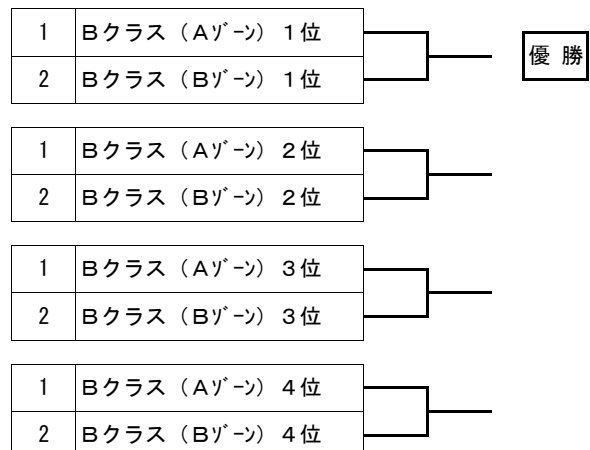 1 Ｂクラス（Ａｿﾞｰﾝ）１位
優 勝
2 Ｂクラス（Ｂｿﾞｰﾝ）１位
1 Ｂクラス（Ａｿﾞｰﾝ）２位
2 Ｂクラス（Ｂｿﾞｰﾝ）２位
1 Ｂクラス（Ａｿﾞｰﾝ）３位
2 Ｂクラス（Ｂｿﾞｰﾝ）３位
1 Ｂクラス（Ａｿﾞｰﾝ）４位
2 Ｂクラス（Ｂｿﾞｰﾝ）４位